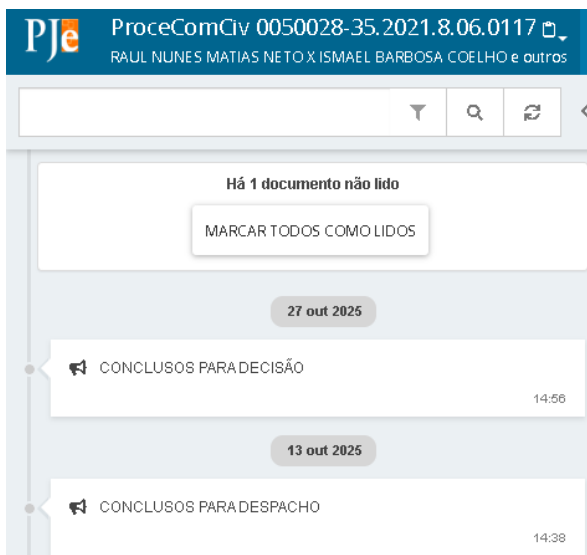 PJe
ProceComCiv 0050028-35.2021.8.06.0117
RAUL NUNES MATIAS NETO X ISMAEL BARBOSA COELHO e outros
Há 1 documento não lido
MARCAR TODOS COMO LIDOS
27 out 2025
CONCLUSOS PARA DECISÃO
14:56
13 out 2025
CONCLUSOS PARA DESPACHO
14:38